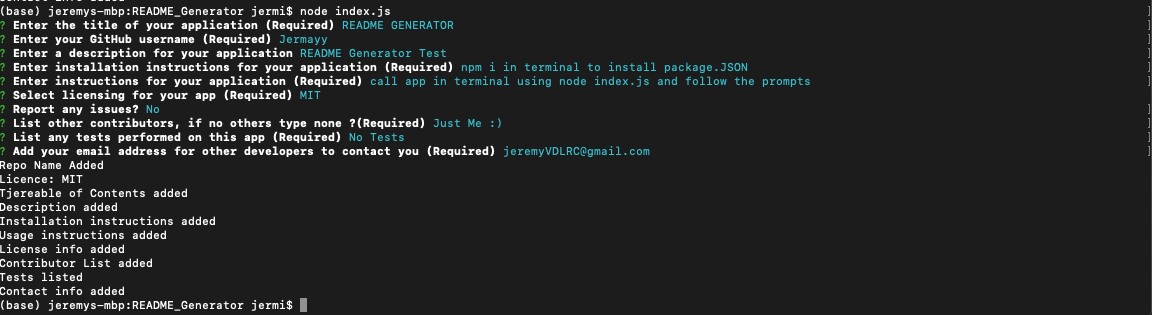 (base) jeremys-mbp:README_Generator jermi$ node index.js ]
? Enter the title of your application (Required) README GENERATOR ]
? Enter your GitHub username (Required) Jermayy ]
? Enter a description for your application README Generator Test ]
? Enter installation instructions for your application (Required) npm i in terminal to install package.JSON ]
? Enter instructions for your application (Required) call app in terminal using node index.js and follow the prompts ]
? Select licensing for your app (Required) MIT
? Report any issues? No ]
? List other contributors, if no others type none ?(Required) Just Me :) ]
? List any tests performed on this app (Required) No Tests ]
? Add your email address for other developers to contact you (Required) jeremyVDLRC@gmail.com ]
Repo Name Added
Licence: MIT
Tjereable of Contents added
Description added
Installation instructions added
Usage instructions added
License info added
Contributor List added
Tests listed
Contact info added
(base) jeremys-mbp:README_Generator jermi$